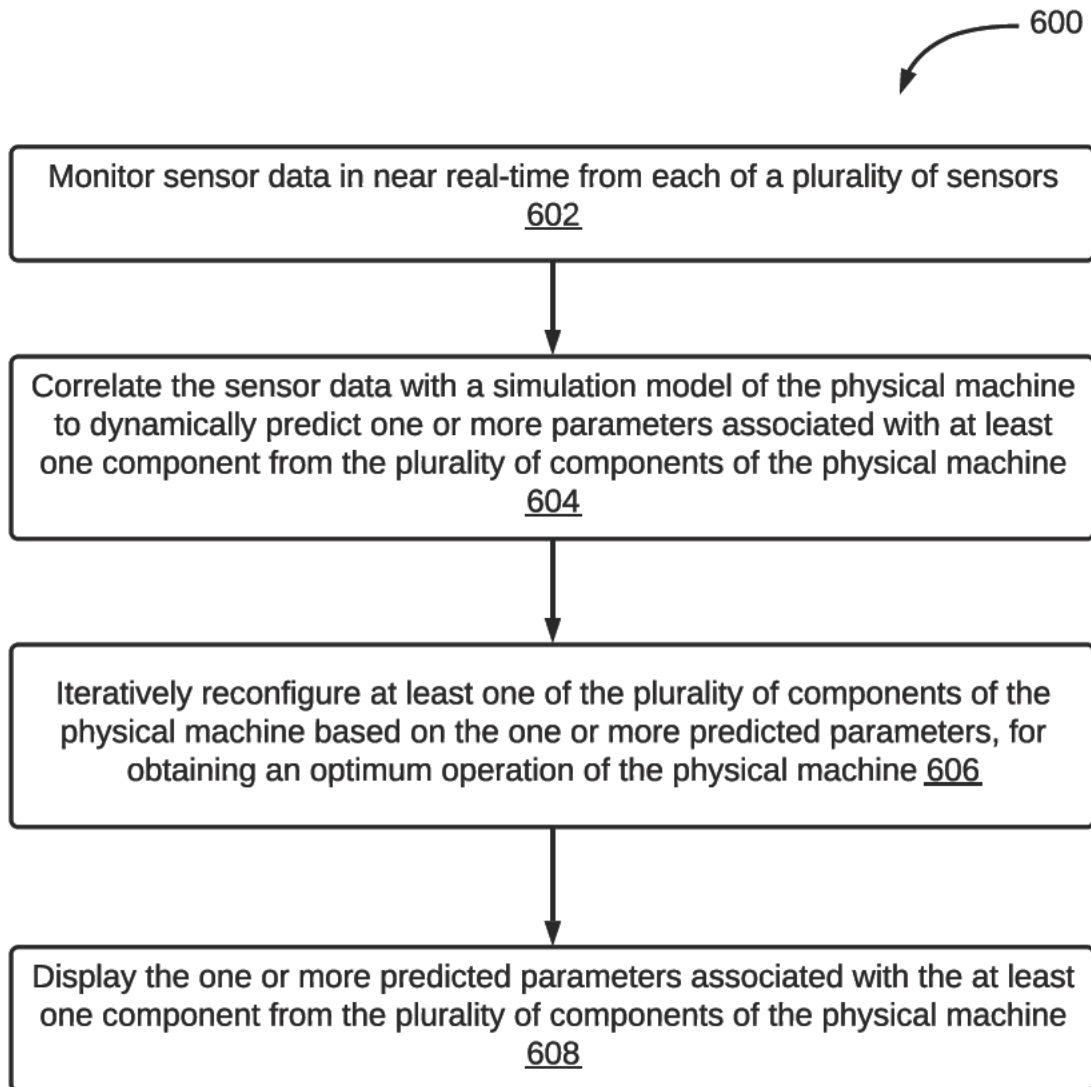 600
Monitor sensor data in near real-time from each of a plurality of sensors
602
Correlate the sensor data with a simulation model of the physical machine
to dynamically predict one or more parameters associated with at least
one component from the plurality of components of the physical machine
604
Iteratively reconfigure at least one of the plurality of components of the
physical machine based on the one or more predicted parameters, for
obtaining an optimum operation of the physical machine 606
Display the one or more predicted parameters associated with the at least
one component from the plurality of components of the physical machine
608